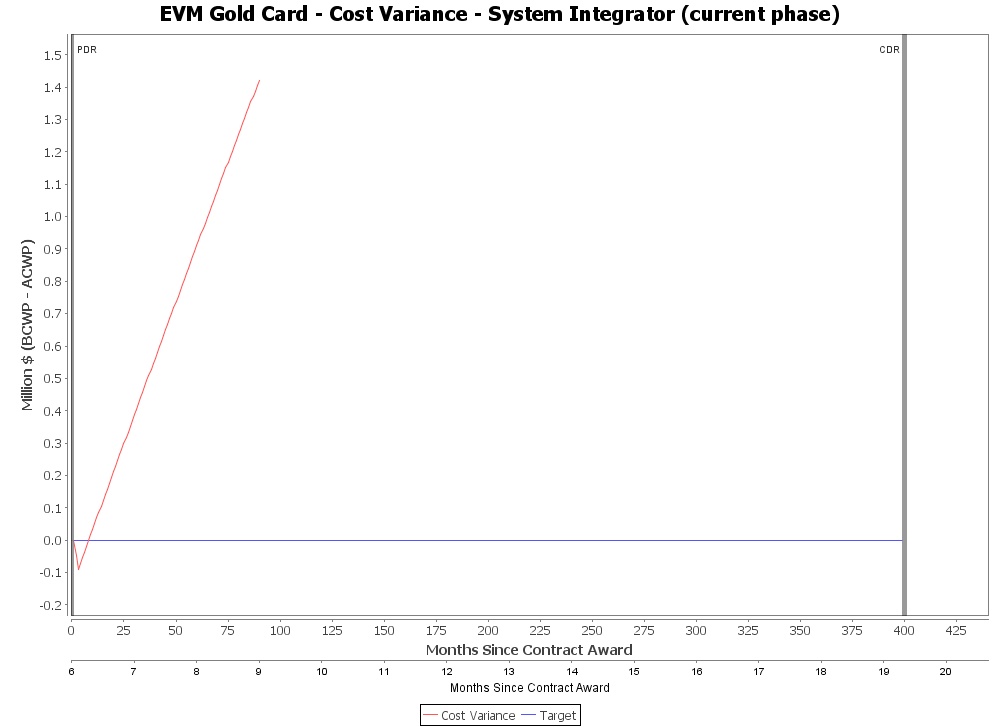 EVM Gold Card - Cost Variance - System Integrator (current phase)
PDR
CDR
1.5
1.4
1.3
1.2
1.1
1.0
0.9
0.8
0.7
0.6
0.5
0.4
0.3
0.2
0.1
0.0
-0.1
-0.2
Million $ (BCWP - ACWP)
0 25 50 75 100 125 150 175 200 225 250 275 300 325 350 375 400 425
Months Since Contract Award
6 7 8 9 10 11 12 13 14 15 16 17 18 19 20
Months Since Contract Award
Cost Variance Target